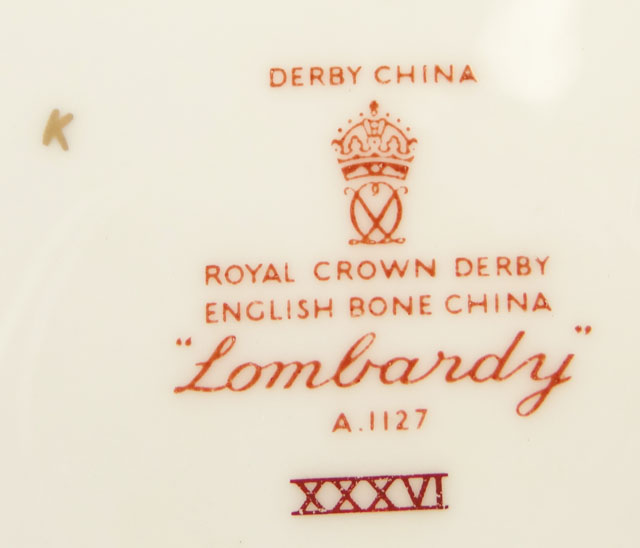 DERBY CHINA
K
ROYAL CROWN DERBY
ENGLISH BONE CHINA
"Lombardy"
A.1127
XXXVI